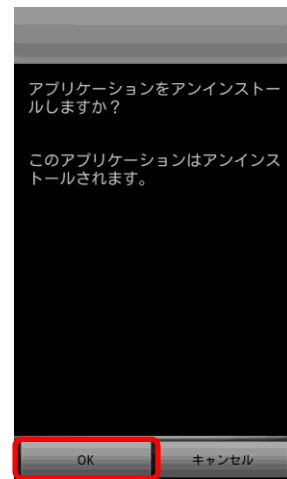 アプリケーションをアンインストー
ルしますか？
このアプリケーションはアンインス
トールされます。
OK
キャンセル